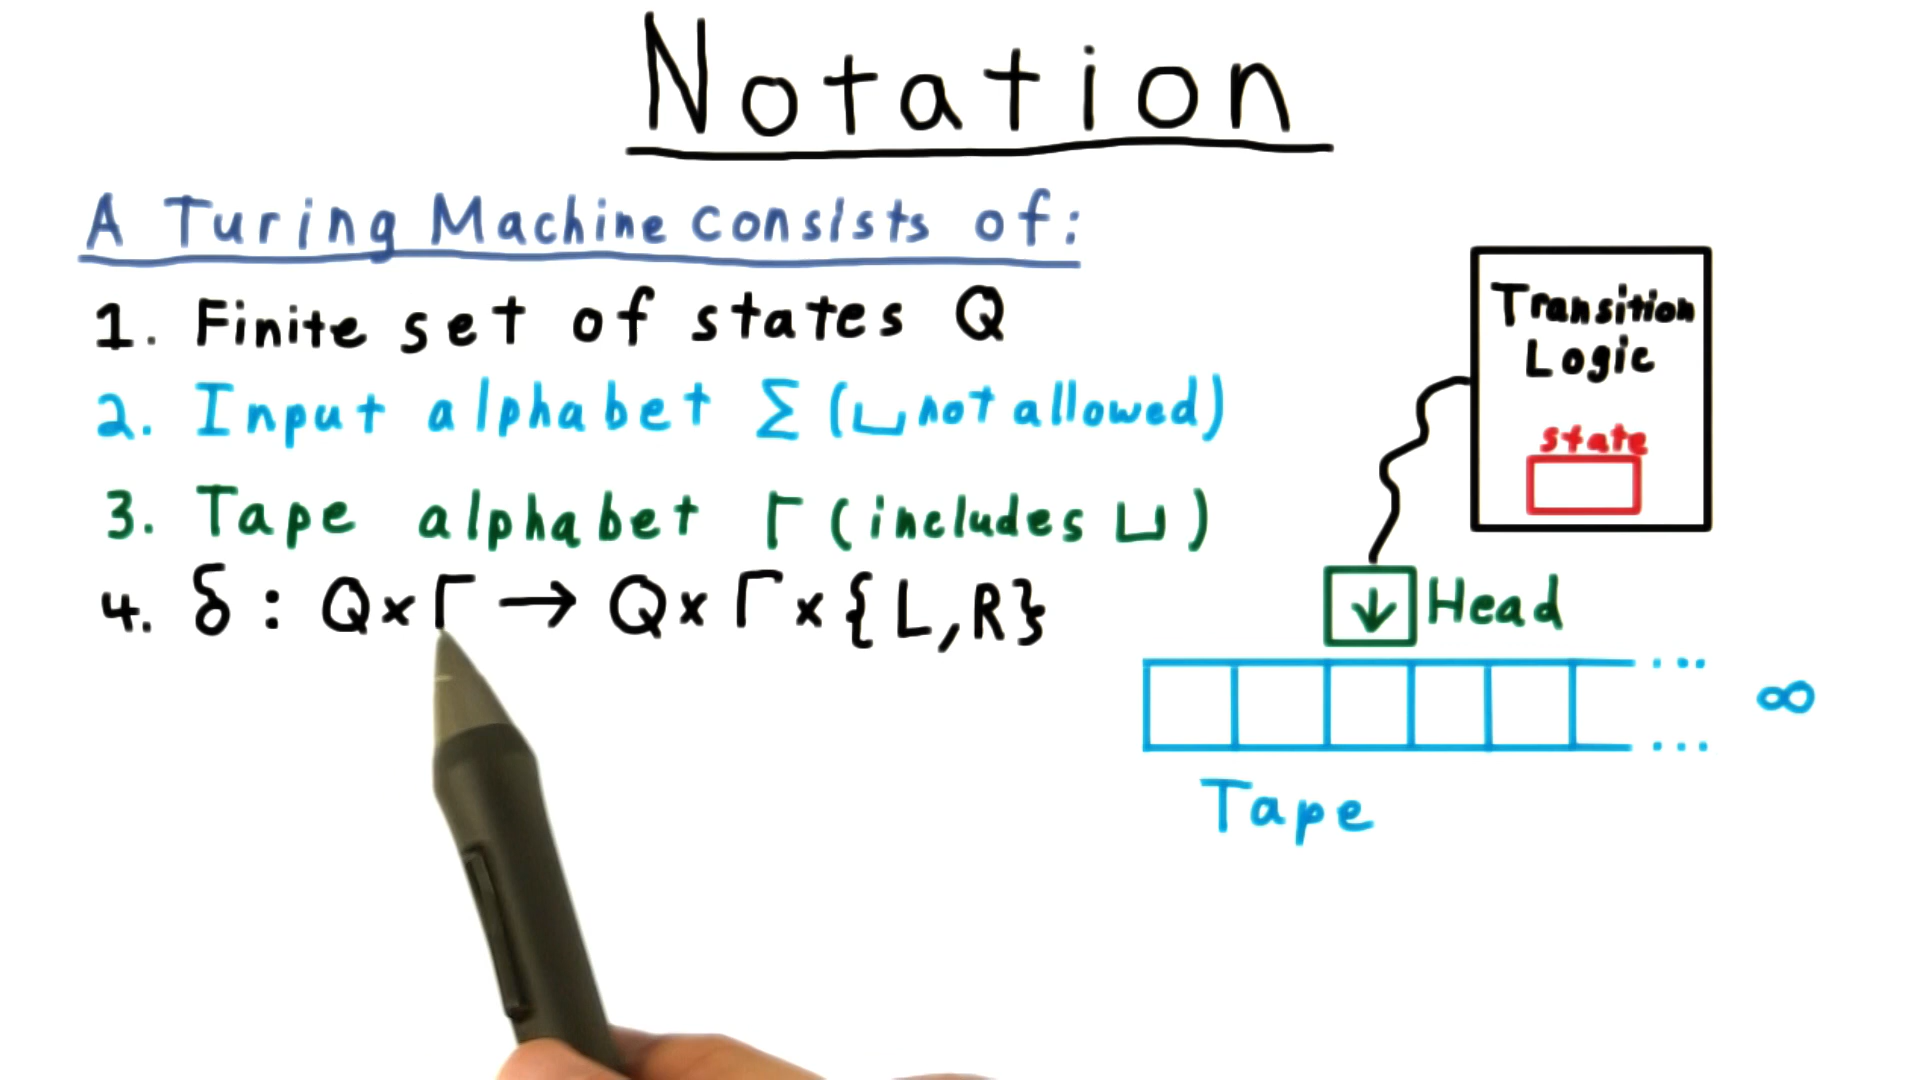 Notation
A Turing Machine consists of:
1. Finite set of states Q
2. Input alphabet Σ (⊔ not allowed)
3. Tape alphabet Γ (includes ⊔)
4. δ : Q × Γ → Q × Γ × {L, R}
Transition
Logic
state
↓ Head
... ∞
...
Tape